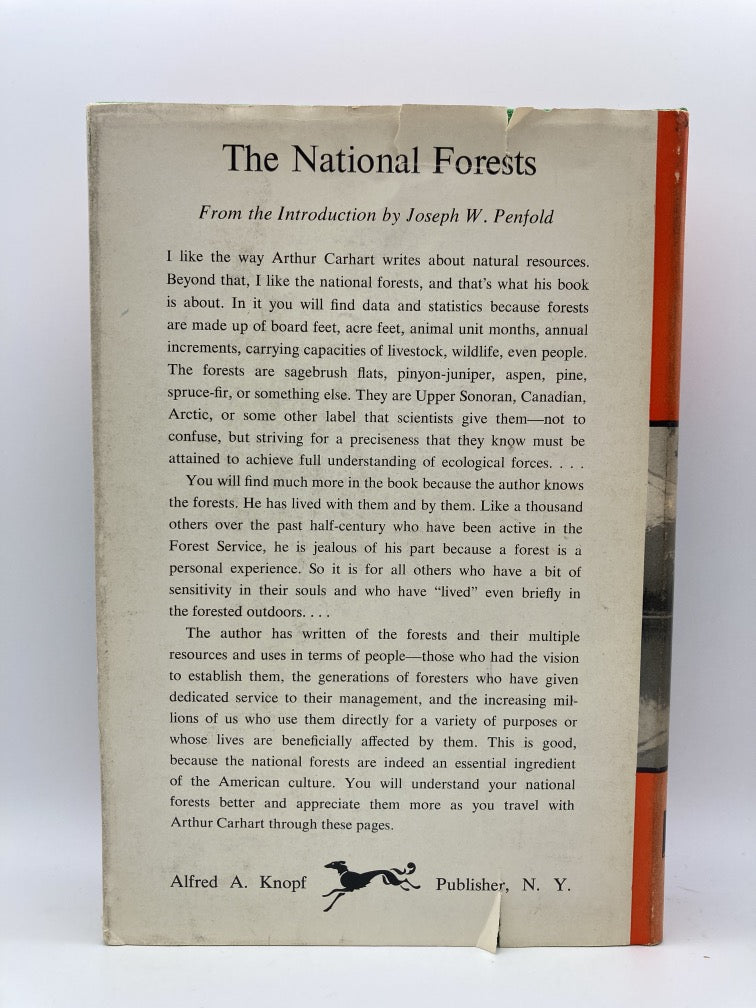 The National Forests
From the Introduction by Joseph W. Penfold
I like the way Arthur Carhart writes about natural resources.
Beyond that, I like the national forests, and that's what his book
is about. In it you will find data and statistics because forests
are made up of board feet, acre feet, animal unit months, annual
increments, carrying capacities of livestock, wildlife, even people.
The forests are sagebrush flats, pinyon-juniper, aspen, pine,
spruce-fir, or something else. They are Upper Sonoran, Canadian,
Arctic, or some other label that scientists give them—not to
confuse, but striving for a preciseness that they know must be
attained to achieve full understanding of ecological forces. . . .
You will find much more in the book because the author knows
the forests. He has lived with them and by them. Like a thousand
others over the past half-century who have been active in the
Forest Service, he is jealous of his part because a forest is a
personal experience. So it is for all others who have a bit of
sensitivity in their souls and who have "lived" even briefly in
the forested outdoors. . . .
The author has written of the forests and their multiple
resources and uses in terms of people—those who had the vision
to establish them, the generations of foresters who have given
dedicated service to their management, and the increasing mil-
lions of us who use them directly for a variety of purposes or
whose lives are beneficially affected by them. This is good,
because the national forests are indeed an essential ingredient
of the American culture. You will understand your national
forests better and appreciate them more as you travel with
Arthur Carhart through these pages.
Alfred A. Knopf Publisher, N. Y.